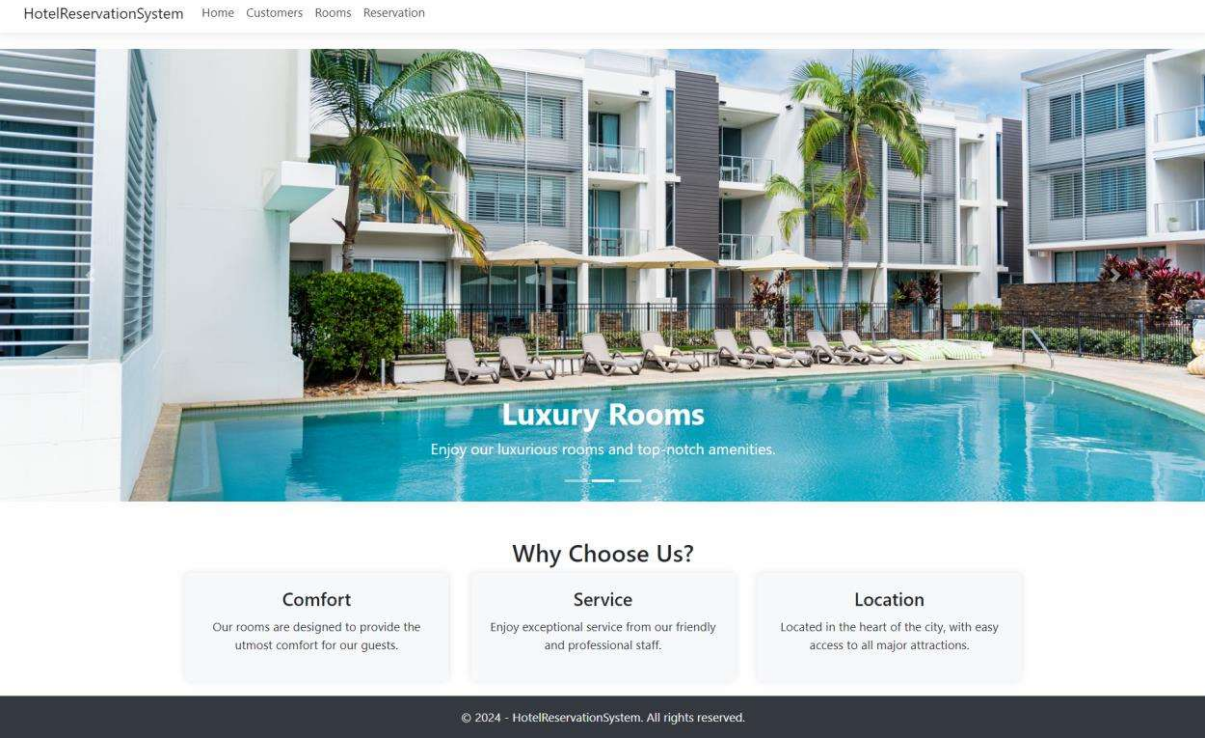 HotelReservationSystem Home Customers Rooms Reservation
Luxury Rooms
Enjoy our luxurious rooms and top-notch amenities.
Why Choose Us?
Comfort
Our rooms are designed to provide the
utmost comfort for our guests.
Service
Enjoy exceptional service from our friendly
and professional staff.
Location
Located in the heart of the city, with easy
access to all major attractions.
© 2024 - HotelReservationSystem. All rights reserved.